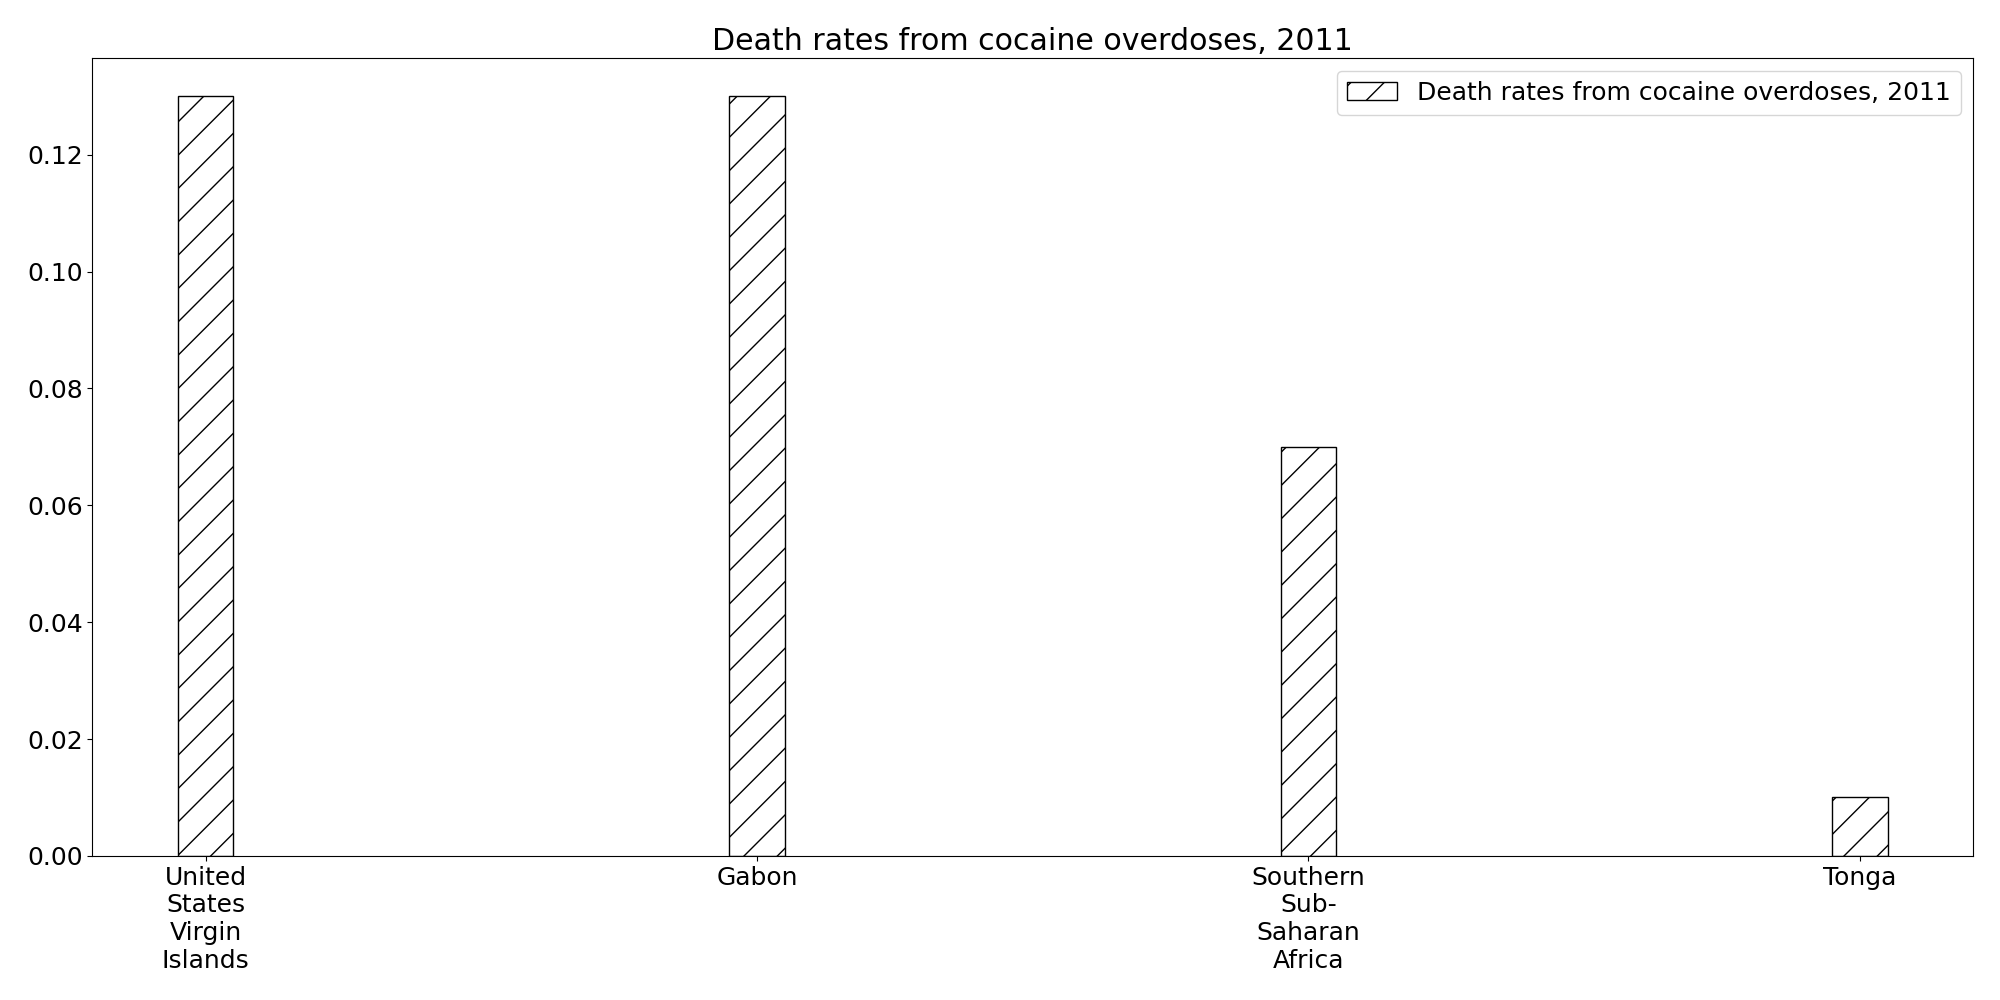 Death rates from cocaine overdoses, 2011
Death rates from cocaine overdoses, 2011
0.12
0.10
0.08
0.06
0.04
0.02
0.00
United
States
Virgin
Islands
Gabon
Southern
Sub-
Saharan
Africa
Tonga